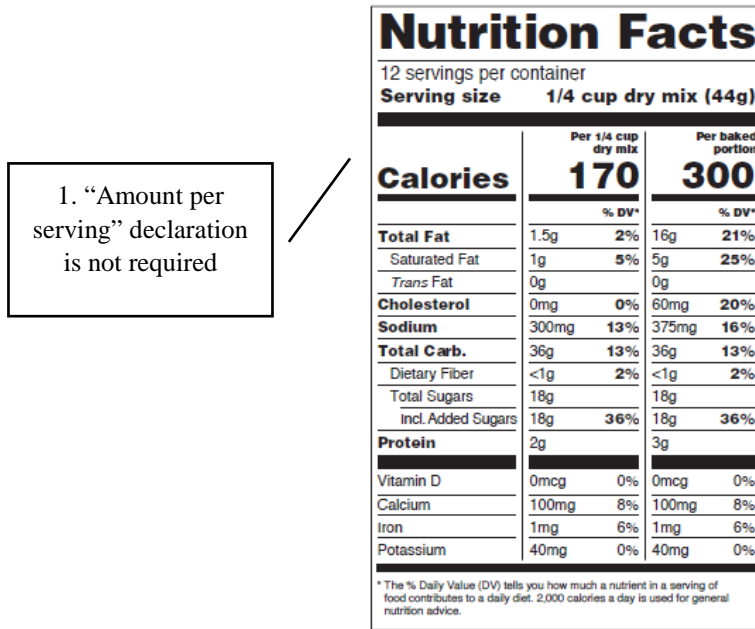 Nutrition Facts
12 servings per container
Serving size 1/4 cup dry mix (44g)
Per 1/4 cup dry mix Per baked portion
Calories 170 300
% DV* % DV*
Total Fat 1.5g 2% 16g 21%
Saturated Fat 1g 5% 5g 25%
Trans Fat 0g 0g
Cholesterol 0mg 0% 60mg 20%
Sodium 300mg 13% 375mg 16%
Total Carb. 36g 13% 36g 13%
Dietary Fiber <1g 2% <1g 2%
Total Sugars 18g 18g
Incl. Added Sugars 18g 36% 18g 36%
Protein 2g 3g
Vitamin D 0mcg 0% 0mcg 0%
Calcium 100mg 8% 100mg 8%
Iron 1mg 6% 1mg 6%
Potassium 40mg 0% 40mg 0%
* The % Daily Value (DV) tells you how much a nutrient in a serving of
food contributes to a daily diet. 2,000 calories a day is used for general
nutrition advice.
1. “Amount per
serving” declaration
is not required